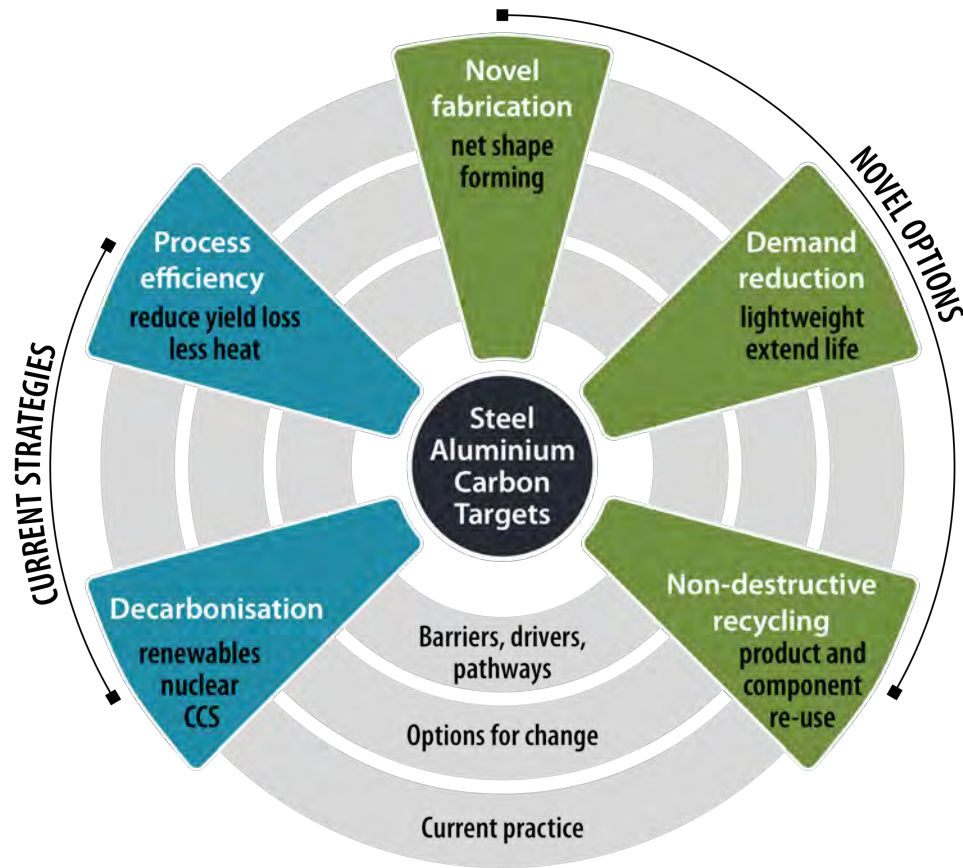 Novel
fabrication
net shape
forming
NOVEL OPTIONS
Demand
reduction
lightweight
extend life
Non-destructive
recycling
product and
component
re-use
CURRENT STRATEGIES
Process
efficiency
reduce yield loss
less heat
Decarbonisation
renewables
nuclear
CCS
Steel
Aluminium
Carbon
Targets
Barriers, drivers,
pathways
Options for change
Current practice